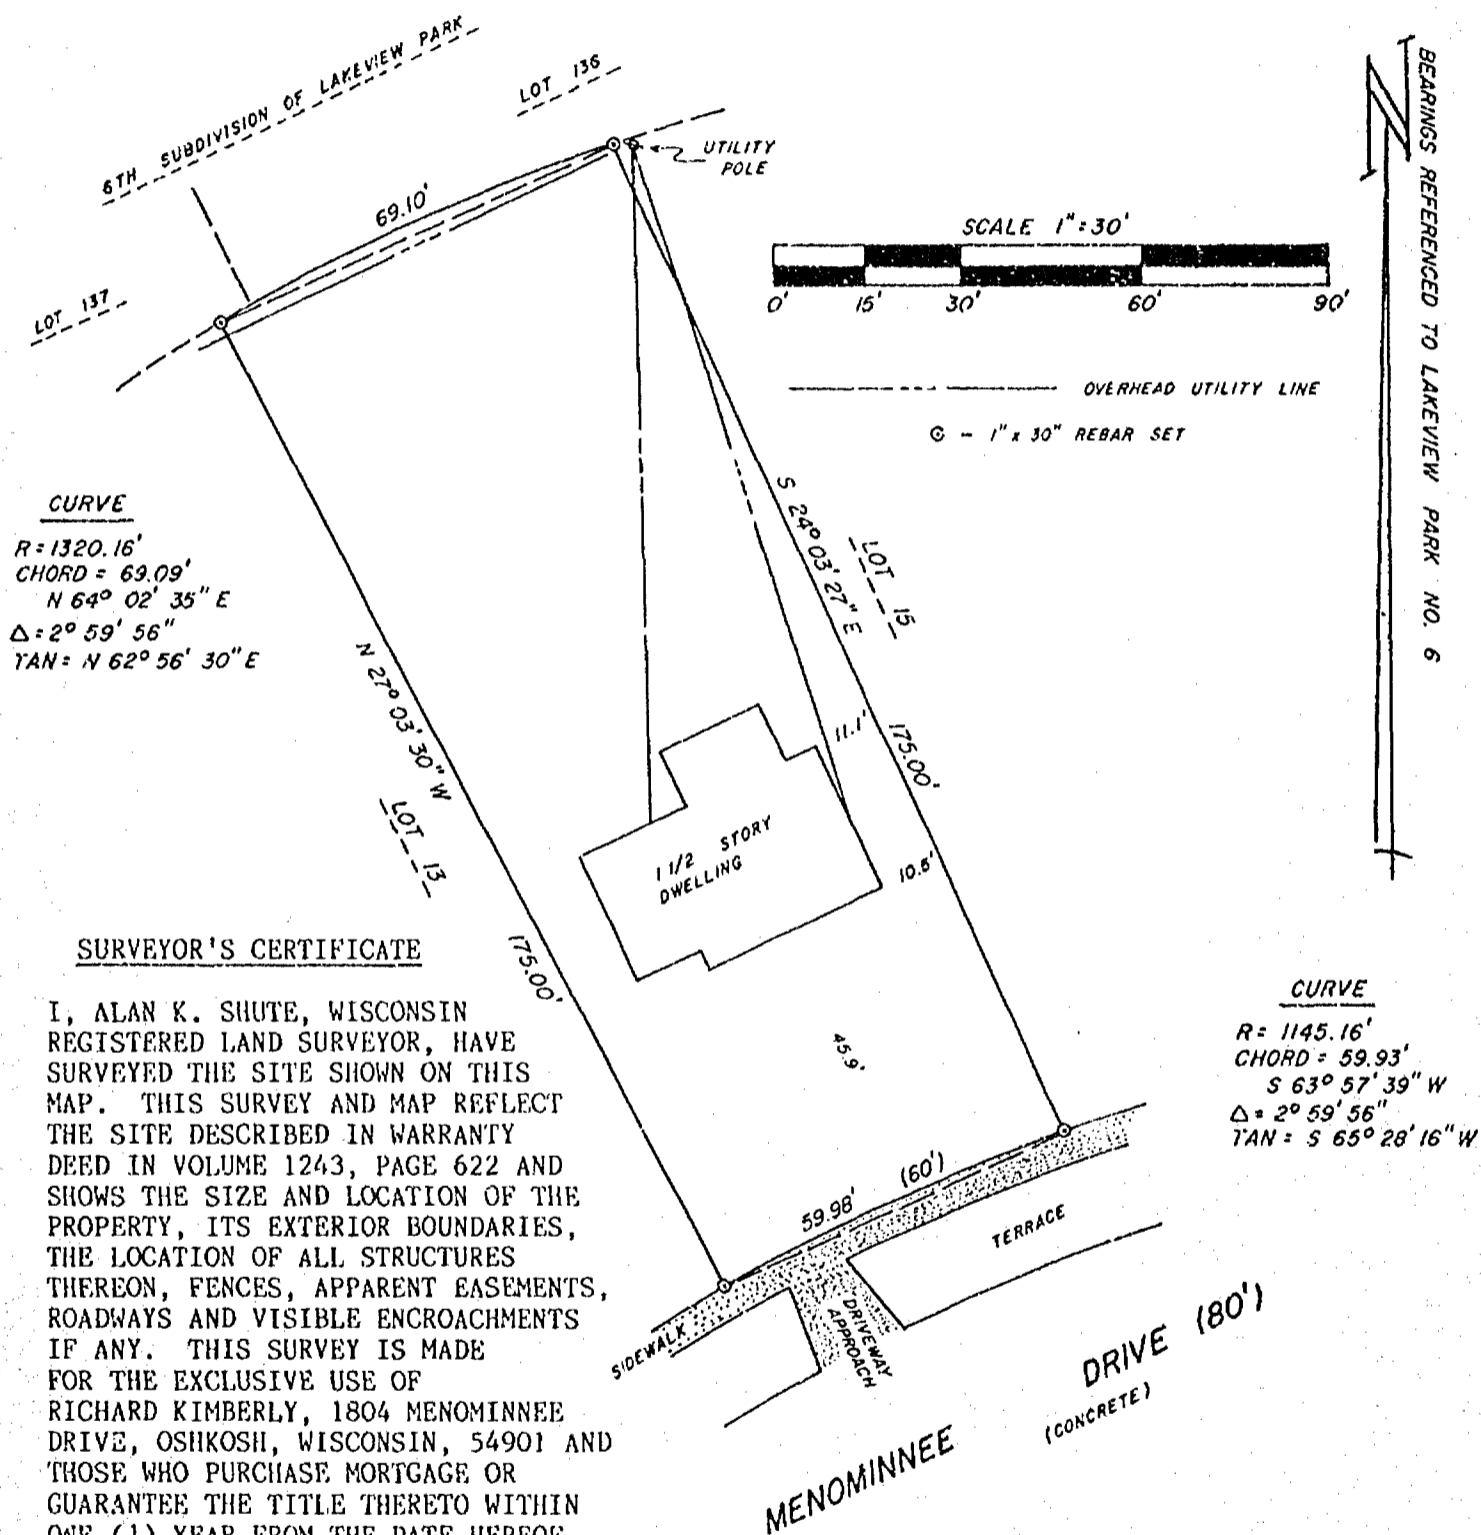 6TH SUBDIVISION OF LAKEVIEW PARK
LOT 136
UTILITY
POLE
69.10'
LOT 137
SCALE 1"=30'
0' 15' 30' 60' 90'
OVERHEAD UTILITY LINE
⊙ - 1" x 30" REBAR SET
BEARINGS REFERENCED TO LAKEVIEW PARK NO. 6
N
CURVE
R=1320.16'
CHORD = 69.09'
N 64° 02' 35" E
Δ=2° 59' 56"
TAN= N 62° 56' 30" E
S 24° 03' 27" E
175.00'
LOT 15
N 27° 03' 30" W
175.00'
LOT 13
11.1'
10.5'
1 1/2 STORY
DWELLING
45.9'
CURVE
R= 1145.16'
CHORD = 59.93'
S 63° 57' 39" W
Δ= 2° 59' 56"
TAN= S 65° 28' 16" W
59.98'
(60')
TERRACE
SIDEWALK
DRIVEWAY
APPROACH
MENOMINNEE DRIVE (80')
(CONCRETE)
SURVEYOR'S CERTIFICATE
I, ALAN K. SHUTE, WISCONSIN
REGISTERED LAND SURVEYOR, HAVE
SURVEYED THE SITE SHOWN ON THIS
MAP. THIS SURVEY AND MAP REFLECT
THE SITE DESCRIBED IN WARRANTY
DEED IN VOLUME 1243, PAGE 622 AND
SHOWS THE SIZE AND LOCATION OF THE
PROPERTY, ITS EXTERIOR BOUNDARIES,
THE LOCATION OF ALL STRUCTURES
THEREON, FENCES, APPARENT EASEMENTS,
ROADWAYS AND VISIBLE ENCROACHMENTS
IF ANY. THIS SURVEY IS MADE
FOR THE EXCLUSIVE USE OF
RICHARD KIMBERLY, 1804 MENOMINNEE
DRIVE, OSHKOSH, WISCONSIN, 54901 AND
THOSE WHO PURCHASE MORTGAGE OR
GUARANTEE THE TITLE THERETO WITHIN
ONE (1) YEAR FROM THE DATE HEREOF